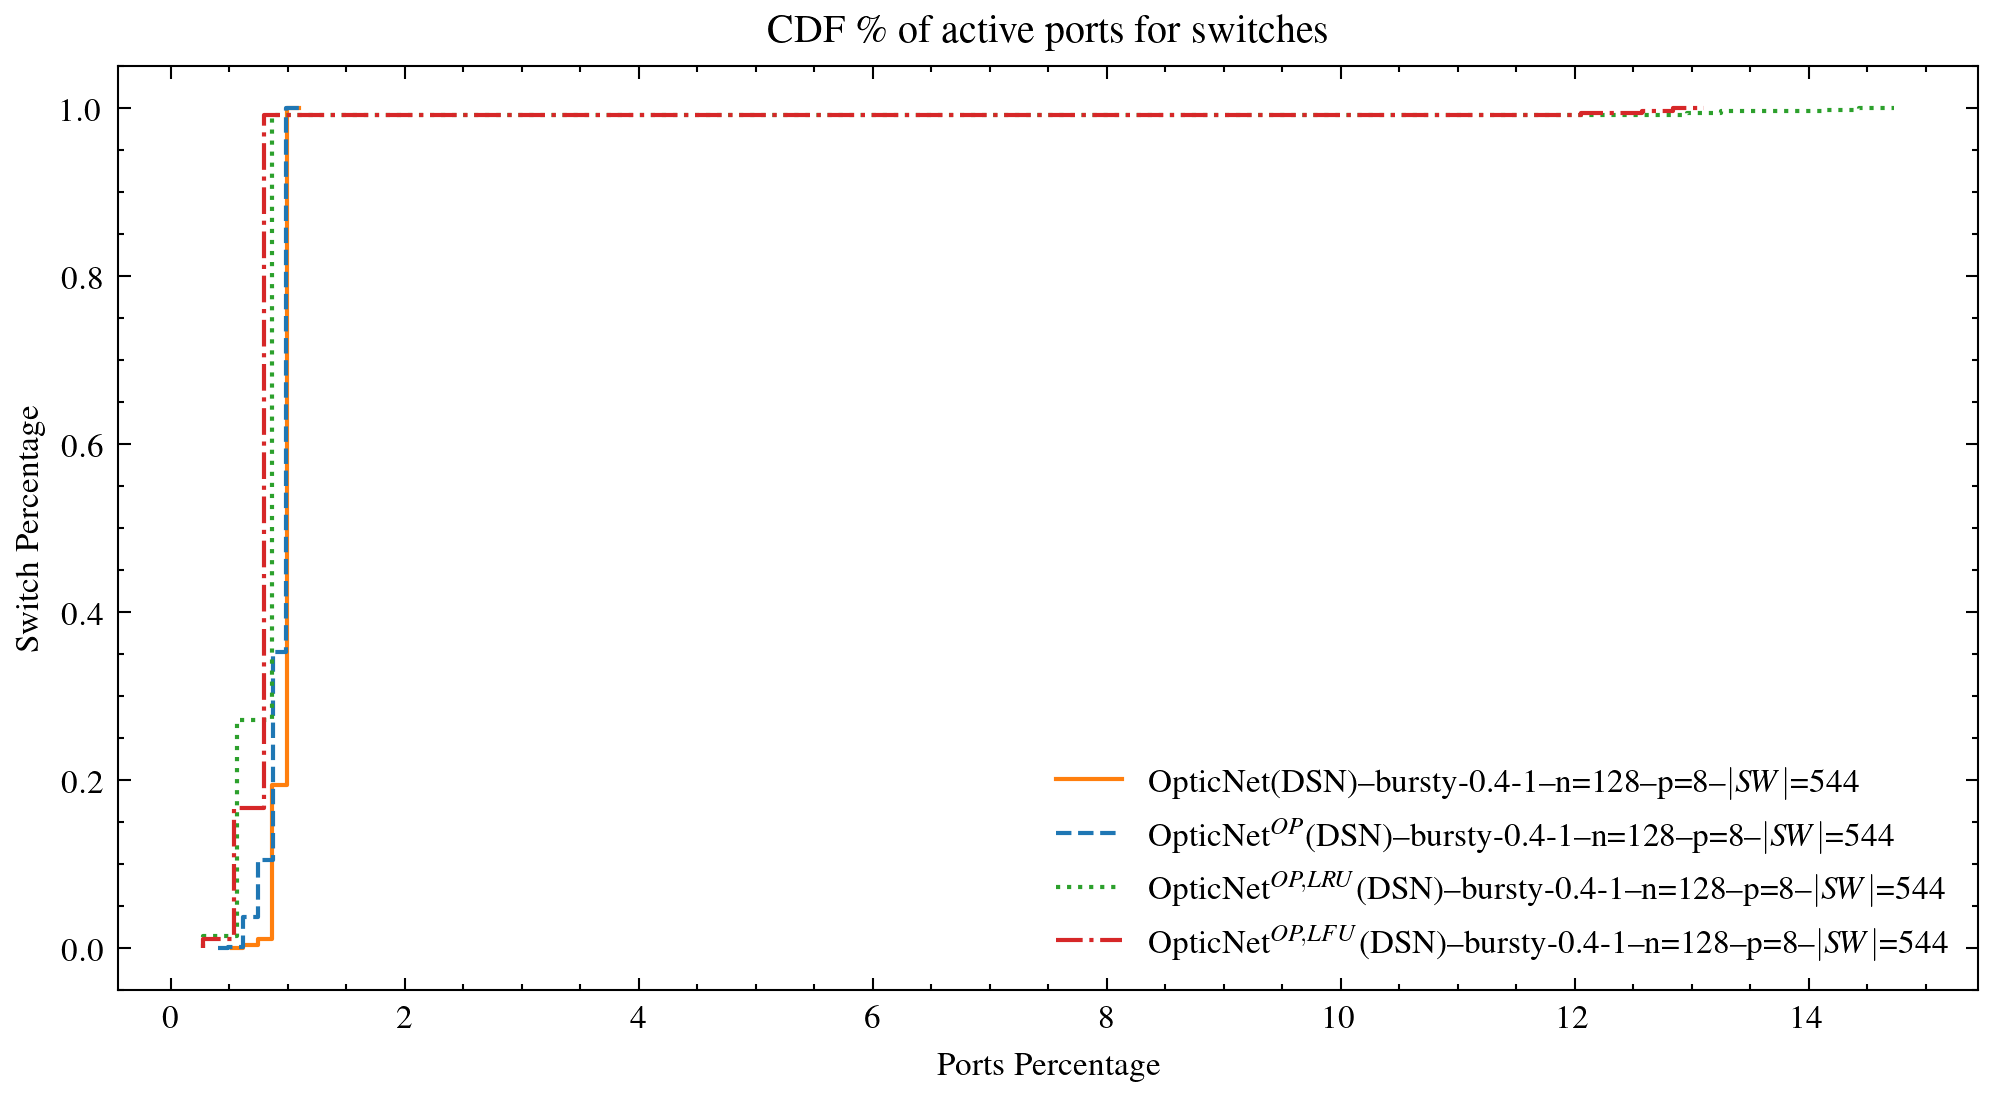 CDF % of active ports for switches
1.0
0.8
0.6
0.4
0.2
0.0
Switch Percentage
OpticNet(DSN)–bursty-0.4-1–n=128–p=8–|SW|=544
OpticNet^{OP}(DSN)–bursty-0.4-1–n=128–p=8–|SW|=544
OpticNet^{OP,LRU}(DSN)–bursty-0.4-1–n=128–p=8–|SW|=544
OpticNet^{OP,LFU}(DSN)–bursty-0.4-1–n=128–p=8–|SW|=544
0 2 4 6 8 10 12 14
Ports Percentage